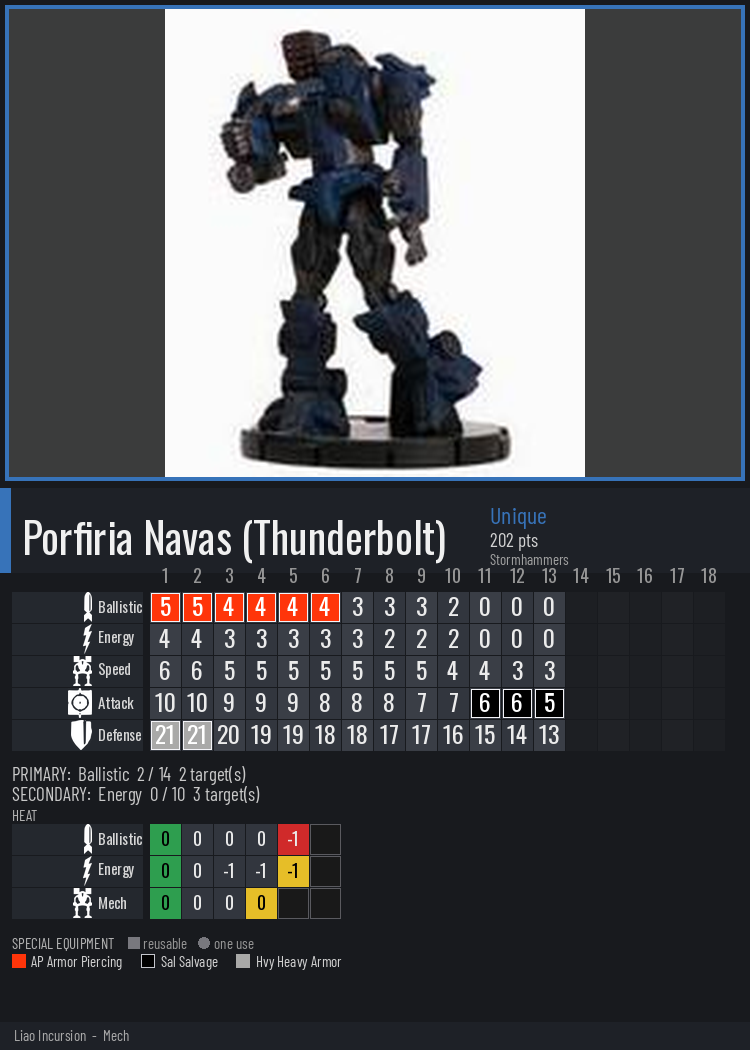 Porfiria Navas (Thunderbolt)
Unique
202 pts
Stormhammers
1 2 3 4 5 6 7 8 9 10 11 12 13 14 15 16 17 18
Ballistic 5 5 4 4 4 4 3 3 3 2 0 0 0
Energy 4 4 3 3 3 3 3 2 2 2 0 0 0
Speed 6 6 5 5 5 5 5 5 5 4 4 3 3
Attack 10 10 9 9 9 8 8 8 7 7 6 6 5
Defense 21 21 20 19 19 18 18 17 17 16 15 14 13
PRIMARY: Ballistic 2 / 14 2 target(s)
SECONDARY: Energy 0 / 10 3 target(s)
HEAT
Ballistic 0 0 0 0 -1
Energy 0 0 -1 -1 -1
Mech 0 0 0 0
SPECIAL EQUIPMENT reusable one use
AP Armor Piercing Sal Salvage Hvy Heavy Armor
Liao Incursion - Mech